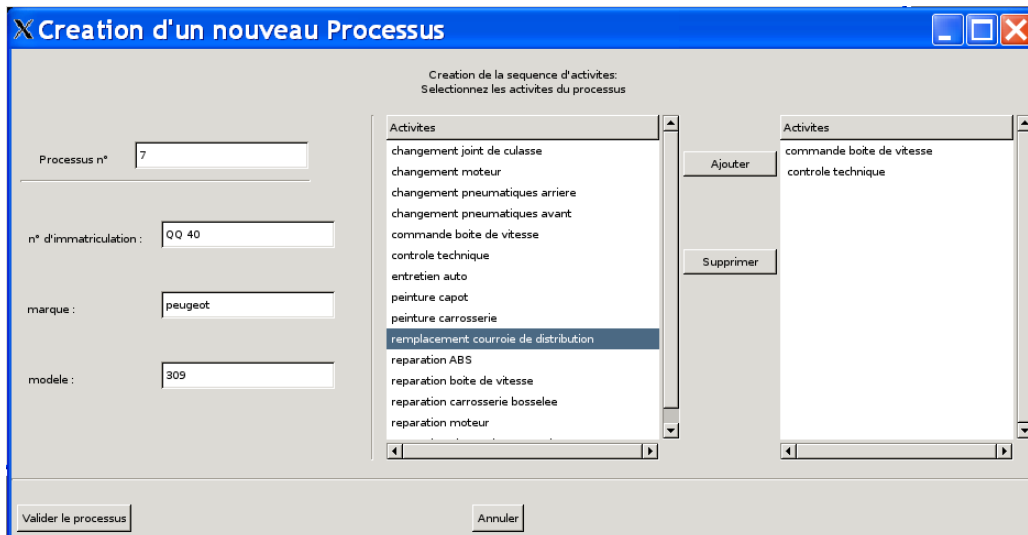 Creation d'un nouveau Processus
Creation de la sequence d'activites:
Selectionnez les activites du processus
Processus n°
7
n° d'immatriculation :
QQ 40
marque :
peugeot
modele :
309
Activites
changement joint de culasse
changement moteur
changement pneumatiques arriere
changement pneumatiques avant
commande boite de vitesse
controle technique
entretien auto
peinture capot
peinture carrosserie
remplacement courroie de distribution
reparation ABS
reparation boite de vitesse
reparation carrosserie bosselee
reparation moteur
Ajouter
Supprimer
Activites
commande boite de vitesse
controle technique
Valider le processus
Annuler